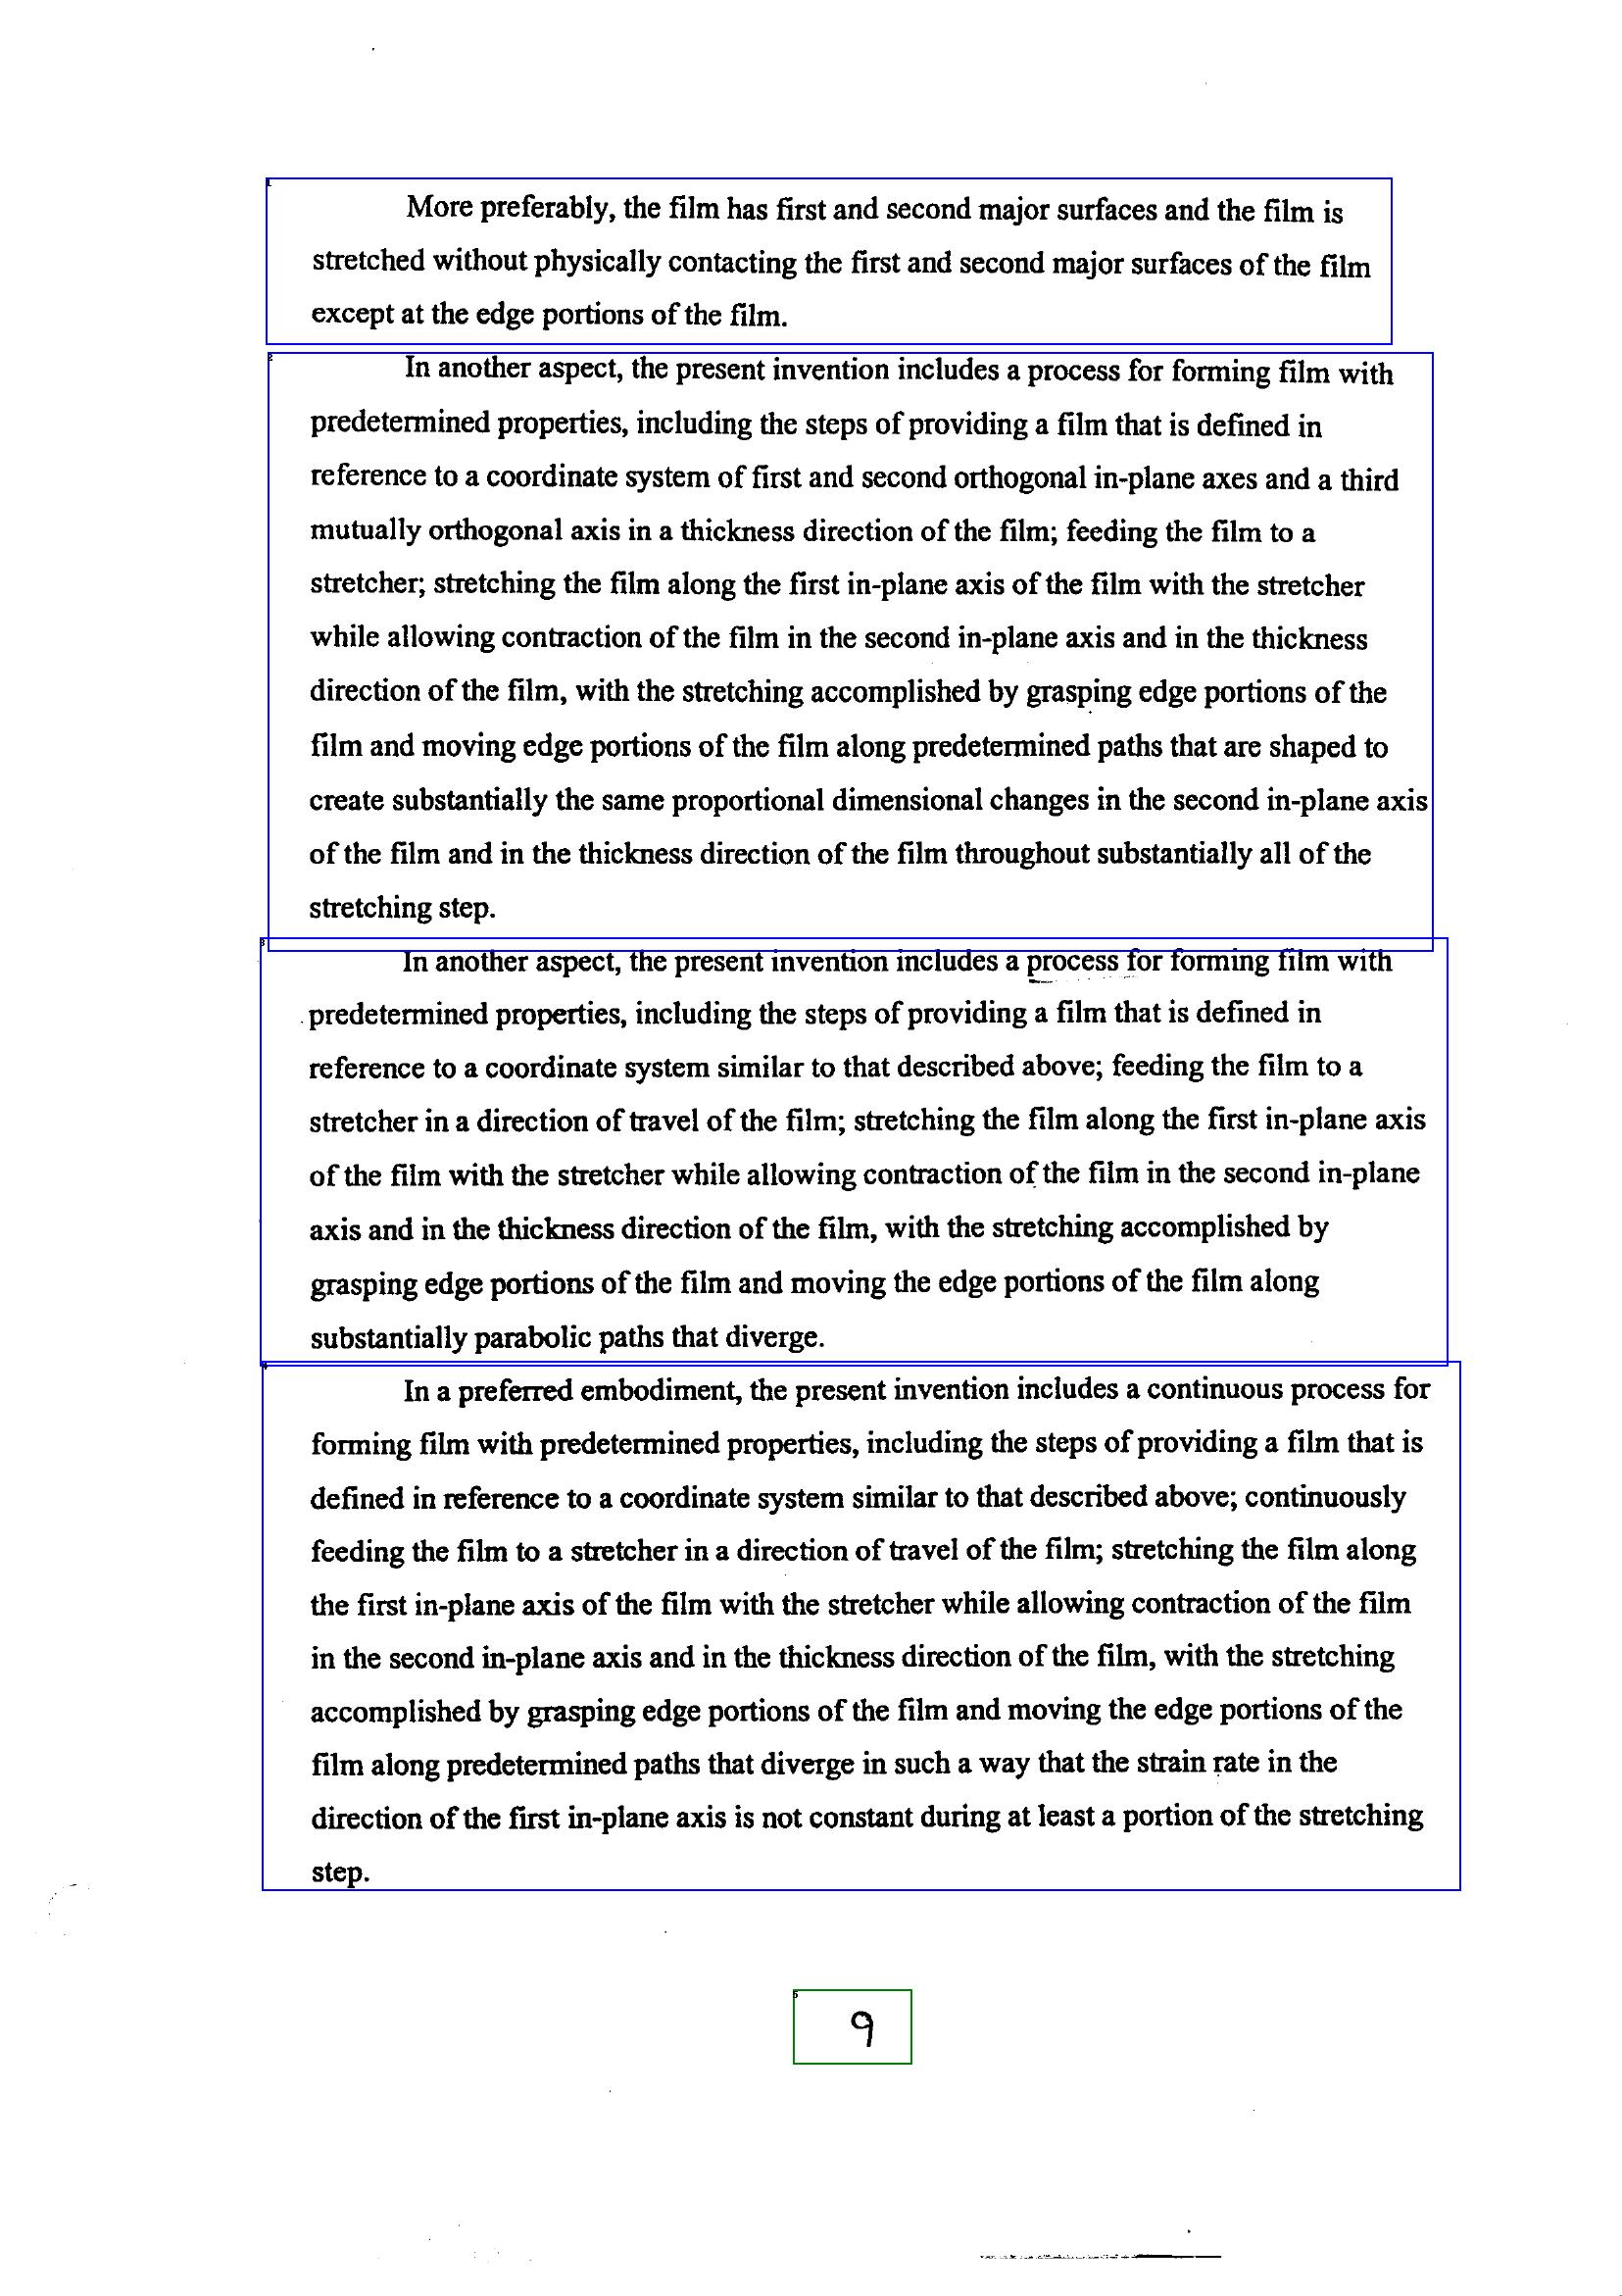 More preferably, the film has first and second major surfaces and the film is
stretched without physically contacting the first and second major surfaces of the film
except at the edge portions of the film.
In another aspect, the present invention includes a process for forming film with
predetermined properties, including the steps of providing a film that is defined in
reference to a coordinate system of first and second orthogonal in-plane axes and a third
mutually orthogonal axis in a thickness direction of the film; feeding the film to a
stretcher; stretching the film along the first in-plane axis of the film with the stretcher
while allowing contraction of the film in the second in-plane axis and in the thickness
direction of the film, with the stretching accomplished by grasping edge portions of the
film and moving edge portions of the film along predetermined paths that are shaped to
create substantially the same proportional dimensional changes in the second in-plane axis
of the film and in the thickness direction of the film throughout substantially all of the
stretching step.
In another aspect, the present invention includes a process for forming film with
predetermined properties, including the steps of providing a film that is defined in
reference to a coordinate system similar to that described above; feeding the film to a
stretcher in a direction of travel of the film; stretching the film along the first in-plane axis
of the film with the stretcher while allowing contraction of the film in the second in-plane
axis and in the thickness direction of the film, with the stretching accomplished by
grasping edge portions of the film and moving the edge portions of the film along
substantially parabolic paths that diverge.
In a preferred embodiment, the present invention includes a continuous process for
forming film with predetermined properties, including the steps of providing a film that is
defined in reference to a coordinate system similar to that described above; continuously
feeding the film to a stretcher in a direction of travel of the film; stretching the film along
the first in-plane axis of the film with the stretcher while allowing contraction of the film
in the second in-plane axis and in the thickness direction of the film, with the stretching
accomplished by grasping edge portions of the film and moving the edge portions of the
film along predetermined paths that diverge in such a way that the strain rate in the
direction of the first in-plane axis is not constant during at least a portion of the stretching
step.
9